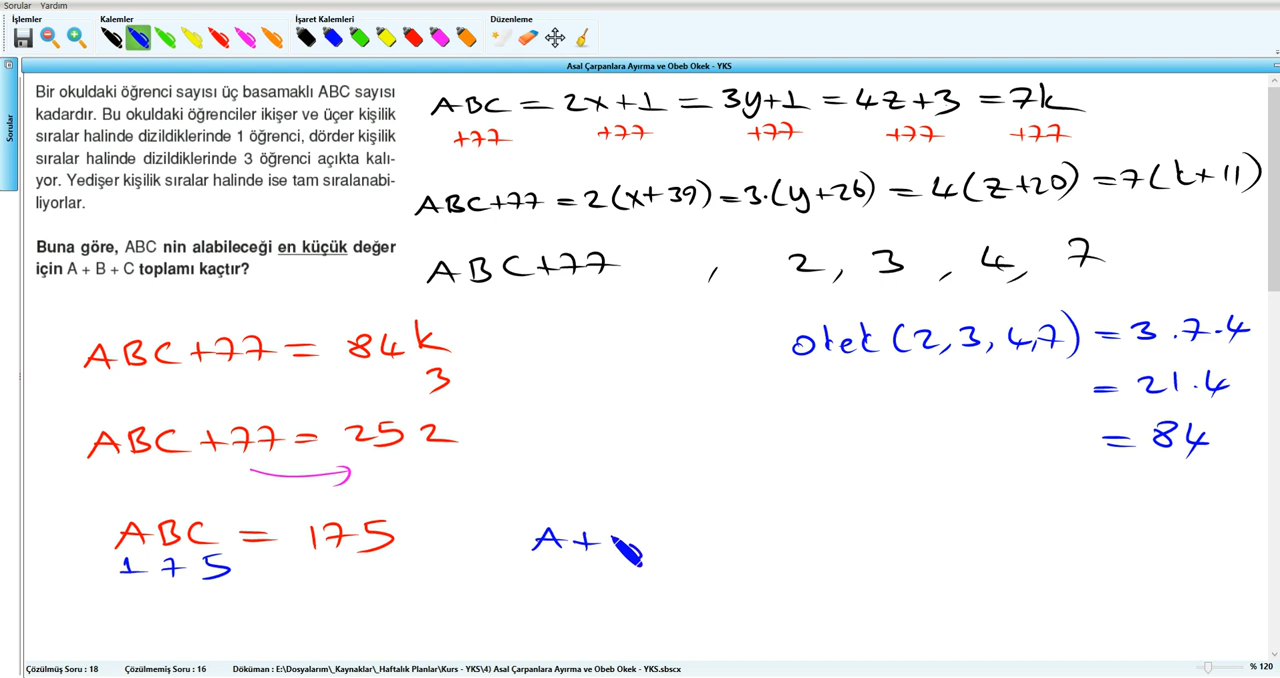 Sorular Yardım
İşlemler Kalemler İşaret Kalemleri Düzenleme
Asal Çarpanlara Ayırma ve Obeb Okek - YKS
Sorular
Bir okuldaki öğrenci sayısı üç basamaklı ABC sayısı
kadardır. Bu okuldaki öğrenciler ikişer ve üçer kişilik
sıralar halinde dizildiklerinde 1 öğrenci, dörder kişilik
sıralar halinde dizildiklerinde 3 öğrenci açıkta kalı-
yor. Yedişer kişilik sıralar halinde ise tam sıralanabi-
liyorlar.
Buna göre, ABC nin alabileceği en küçük değer
için A + B + C toplamı kaçtır?
ABC = 2x+1 = 3y+1 = 4z+3 = 7k
+77 +77 +77 +77 +77
ABC+77 = 2(x+39) = 3.(y+26) = 4(z+20) = 7(k+11)
ABC+77 , 2, 3, 4, 7
ABC+77 = 84k
3
ABC+77 = 252
ABC = 175
1 7 5
okek (2, 3, 4, 7) = 3.7.4
= 21.4
= 84
A+
Çözülmüş Soru : 18 Çözülmemiş Soru : 16 Döküman : E:\Dosyalarım\_Kaynaklar\_Haftalık Planlar\Kurs - YKS\4) Asal Çarpanlara Ayırma ve Obeb Okek - YKS.sbscx % 120